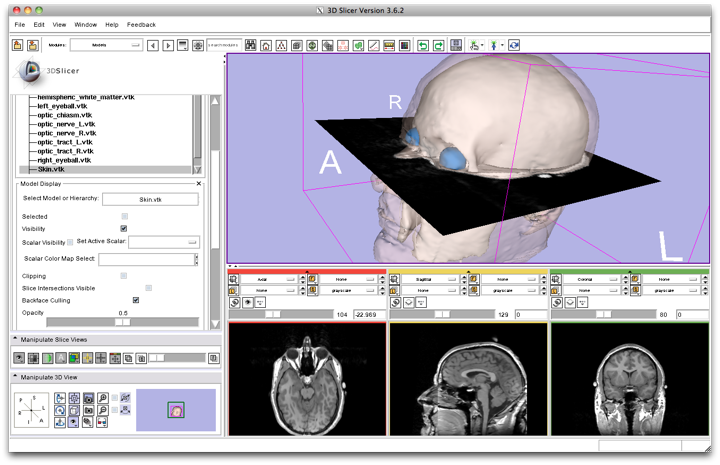 3D Slicer Version 3.6.2
File Edit View Window Help Feedback
Modules: Models
3DSlicer
hemispheric_white_matter.vtk
left_eyeball.vtk
optic_chiasm.vtk
optic_nerve_L.vtk
optic_nerve_R.vtk
optic_tract_L.vtk
optic_tract_R.vtk
right_eyeball.vtk
Skin.vtk
Model Display
Select Model or Hierarchy: Skin.vtk
Selected
Visibility
Scalar Visibility Set Active Scalar:
Scalar Color Map Select:
Clipping
Slice Intersections Visible
Backface Culling
Opacity 0.5
Manipulate Slice Views
Manipulate 3D View
P S
L
R
I A
R
A
L
Axial None
None grayscale
104 -22.969
Sagittal None
None grayscale
129 0
Coronal None
None grayscale
80 0